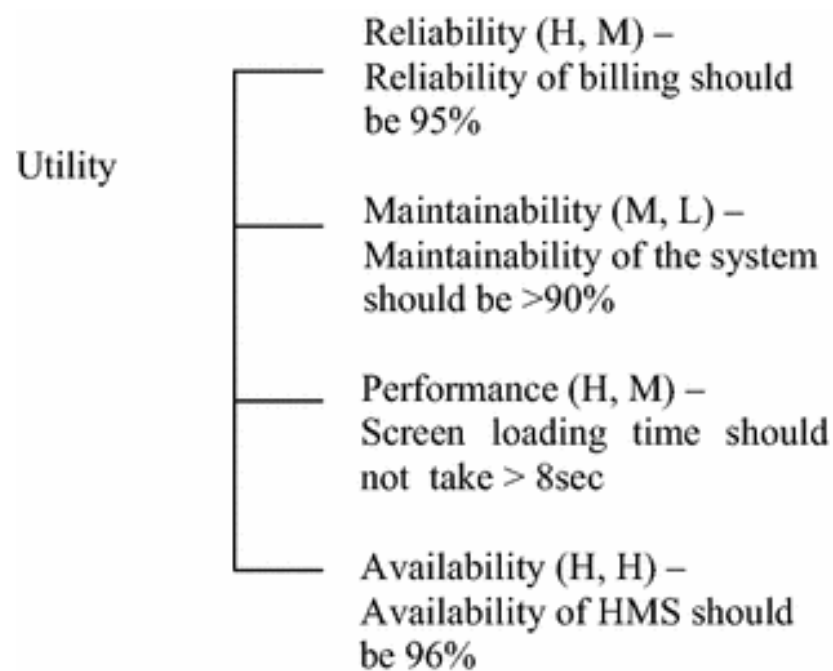 Utility
Reliability (H, M) –
Reliability of billing should
be 95%
Maintainability (M, L) –
Maintainability of the system
should be >90%
Performance (H, M) –
Screen loading time should
not take > 8sec
Availability (H, H) –
Availability of HMS should
be 96%